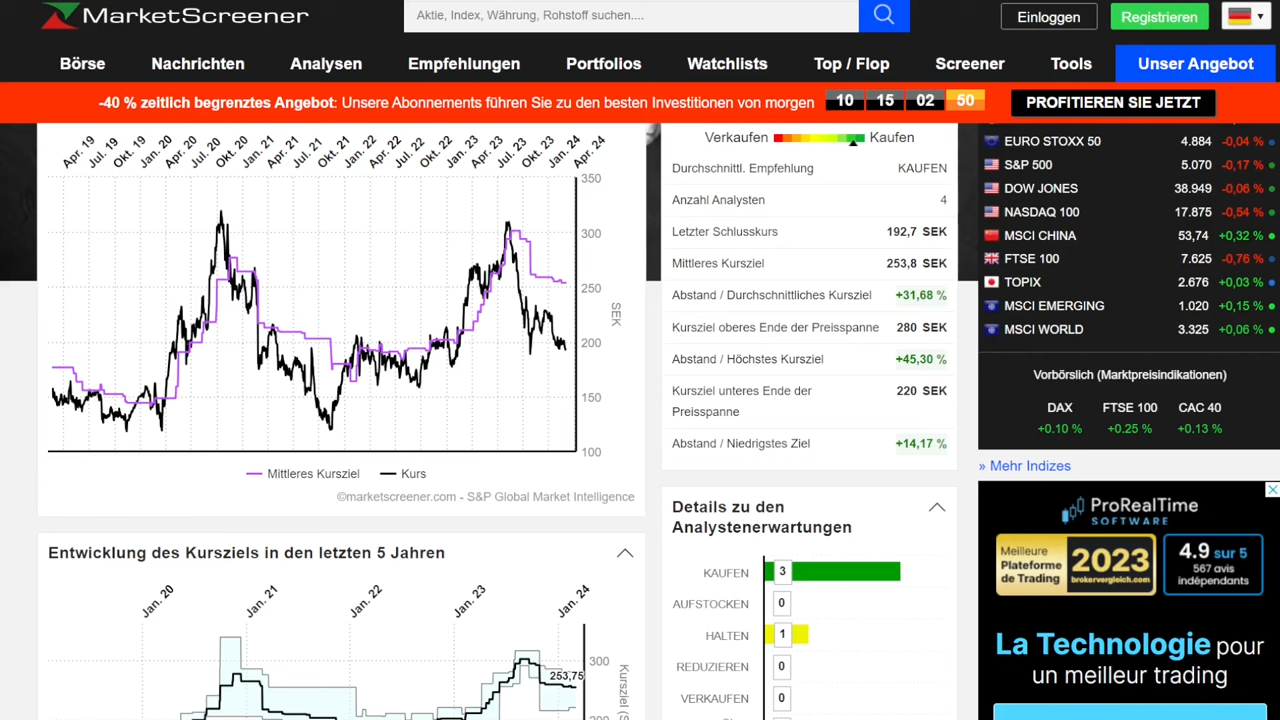 MarketScreener
Aktie, Index, Währung, Rohstoff suchen....
Einloggen
Registrieren
Börse
Nachrichten
Analysen
Empfehlungen
Portfolios
Watchlists
Top / Flop
Screener
Tools
Unser Angebot
-40 % zeitlich begrenztes Angebot: Unsere Abonnements führen Sie zu den besten Investitionen von morgen
10 15 02 50
PROFITIEREN SIE JETZT
Apr. 19
Jul. 19
Okt. 19
Jan. 20
Apr. 20
Jul. 20
Okt. 20
Jan. 21
Apr. 21
Jul. 21
Okt. 21
Jan. 22
Apr. 22
Jul. 22
Okt. 22
Jan. 23
Apr. 23
Jul. 23
Okt. 23
Jan. 24
Apr. 24
350
300
250
200
150
100
SEK
Mittleres Kursziel
Kurs
©marketscreener.com - S&P Global Market Intelligence
Entwicklung des Kursziels in den letzten 5 Jahren
Jan. 20
Jan. 21
Jan. 22
Jan. 23
Jan. 24
300
253,75
Verkaufen Kaufen
Durchschnittl. Empfehlung KAUFEN
Anzahl Analysten 4
Letzter Schlusskurs 192,7 SEK
Mittleres Kursziel 253,8 SEK
Abstand / Durchschnittliches Kursziel +31,68 %
Kursziel oberes Ende der Preisspanne 280 SEK
Abstand / Höchstes Kursziel +45,30 %
Kursziel unteres Ende der 220 SEK
Preisspanne
Abstand / Niedrigstes Ziel +14,17 %
Details zu den
Analystenerwartungen
KAUFEN 3
AUFSTOCKEN 0
HALTEN 1
REDUZIEREN 0
VERKAUFEN 0
EURO STOXX 50 4.884 -0,04 %
S&P 500 5.070 -0,17 %
DOW JONES 38.949 -0,06 %
NASDAQ 100 17.875 -0,54 %
MSCI CHINA 53,74 +0,32 %
FTSE 100 7.625 -0,76 %
TOPIX 2.676 +0,03 %
MSCI EMERGING 1.020 +0,15 %
MSCI WORLD 3.325 +0,06 %
Vorbörslich (Marktpreisindikationen)
DAX FTSE 100 CAC 40
+0.10 % +0.25 % +0.13 %
» Mehr Indizes
ProRealTime
SOFTWARE
Meilleure
Plateforme
de Trading
2023
brokervergleich.com
4.9 sur 5
567 avis
indépendants
La Technologie pour
un meilleur trading